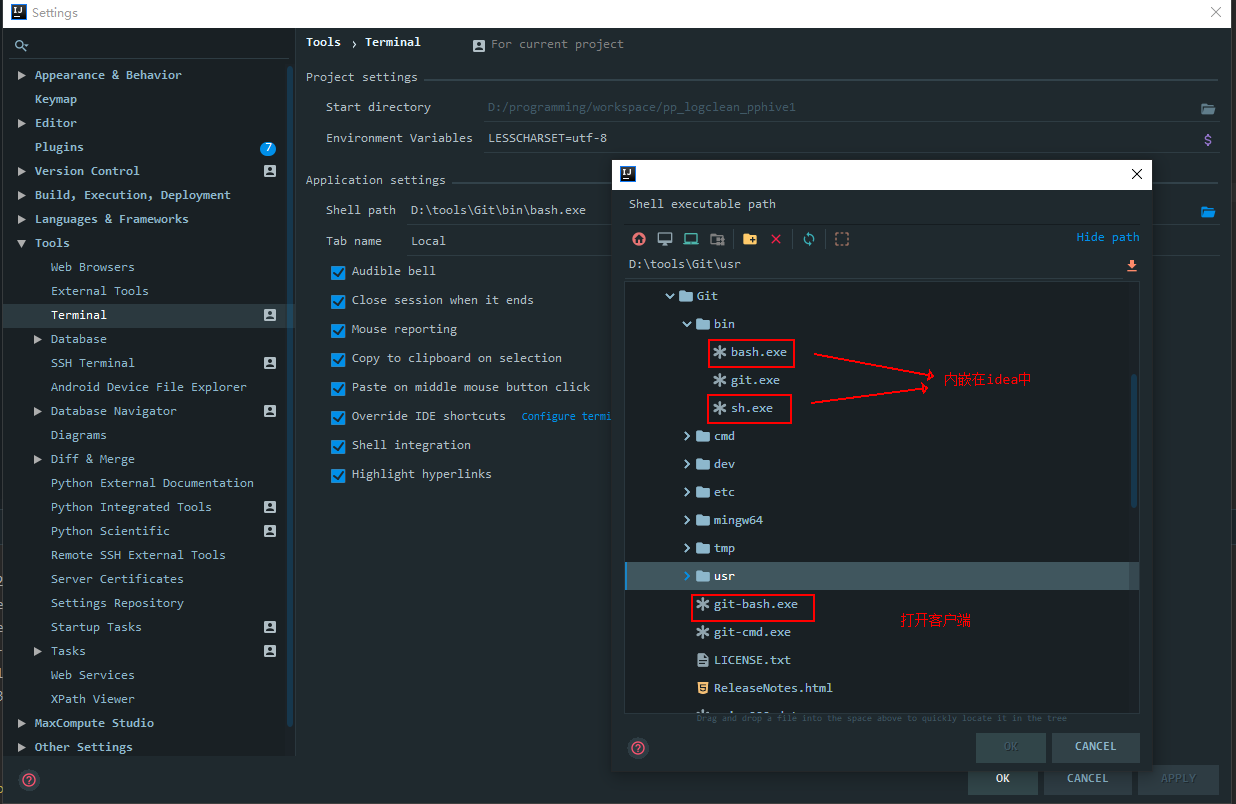 Settings
Tools › Terminal
For current project
Appearance & Behavior
Keymap
Editor
Plugins
7
Version Control
Build, Execution, Deployment
Languages & Frameworks
Tools
Web Browsers
External Tools
Terminal
Database
SSH Terminal
Android Device File Explorer
Database Navigator
Diagrams
Diff & Merge
Python External Documentation
Python Integrated Tools
Python Scientific
Remote SSH External Tools
Server Certificates
Settings Repository
Startup Tasks
Tasks
Web Services
XPath Viewer
MaxCompute Studio
Other Settings
Project settings
Start directory D:/programming/workspace/pp_logclean_pphive1
Environment Variables LESSCHARSET=utf-8
Application settings
Shell path D:\tools\Git\bin\bash.exe
Tab name Local
Audible bell
Close session when it ends
Mouse reporting
Copy to clipboard on selection
Paste on middle mouse button click
Override IDE shortcuts Configure termi
Shell integration
Highlight hyperlinks
Shell executable path
Hide path
D:\tools\Git\usr
Git
bin
bash.exe
git.exe
内嵌在idea中
sh.exe
cmd
dev
etc
mingw64
tmp
usr
git-bash.exe
打开客户端
git-cmd.exe
LICENSE.txt
ReleaseNotes.html
Drag and drop a file into the space above to quickly locate it in the tree
OK CANCEL
OK CANCEL APPLY